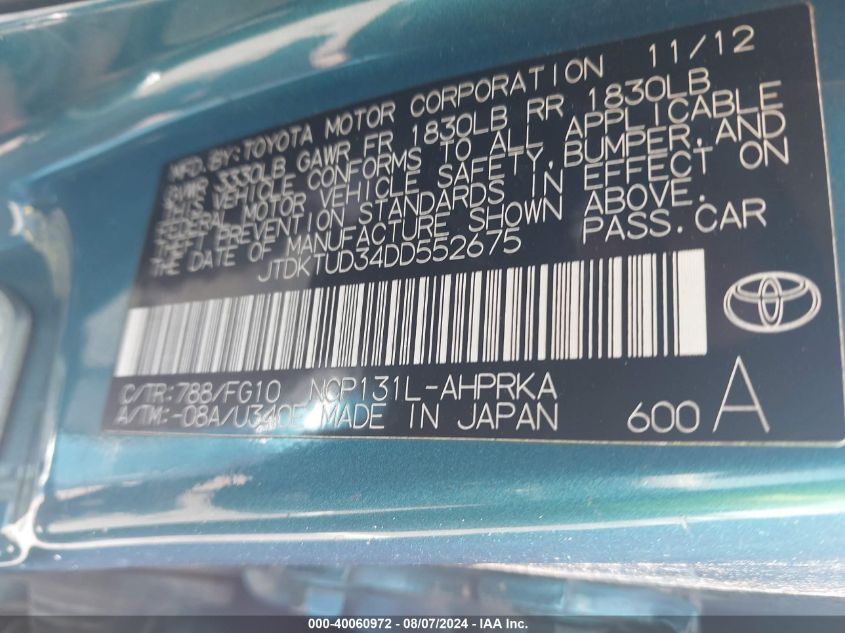 MFD. BY: TOYOTA MOTOR CORPORATION 11/12
GVWR 3330LB GAWR FR 1830LB RR 1830LB
THIS VEHICLE CONFORMS TO ALL APPLICABLE
FEDERAL MOTOR VEHICLE SAFETY, BUMPER, AND
THEFT PREVENTION STANDARDS IN EFFECT ON
THE DATE OF MANUFACTURE SHOWN ABOVE.
JTDKTUD34DD552675 PASS. CAR
C/TR: 788/FG10 NCP131L-AHPRKA
A/TM: -08A/U340E MADE IN JAPAN 600 A
000-40060972 - 08/07/2024 - IAA Inc.